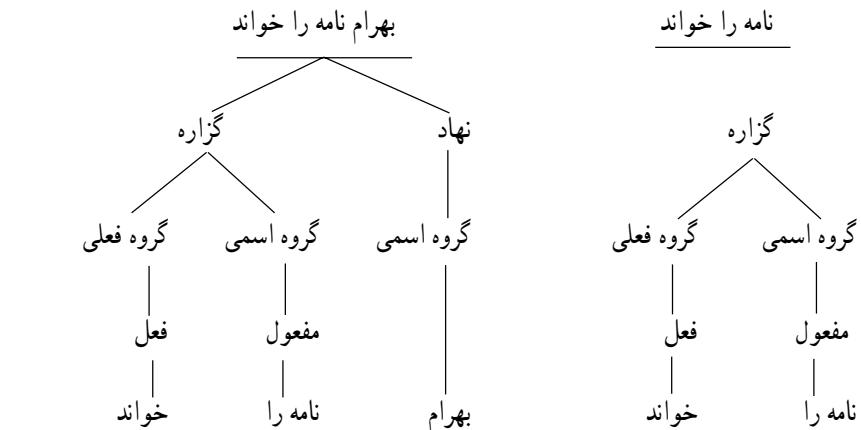 نامه را خواند
بهرام نامه را خواند
گزاره
نهاد
گزاره
گروه اسمی
گروه فعلی
گروه اسمی
گروه اسمی
گروه فعلی
مفعول
فعل
مفعول
فعل
نامه را
خواند
بهرام
نامه را
خواند